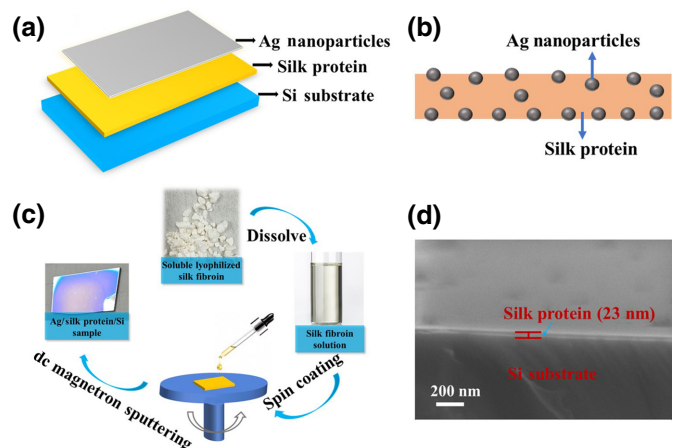 (a)
Ag nanoparticles
Silk protein
Si substrate
(b)
Ag nanoparticles
Silk protein
(c)
Dissolve
Soluble lyophilized
silk fibroin
Ag/silk protein/Si
sample
Silk fibroin
solution
Spin coating
dc magnetron sputtering
(d)
Silk protein (23 nm)
Si substrate
200 nm